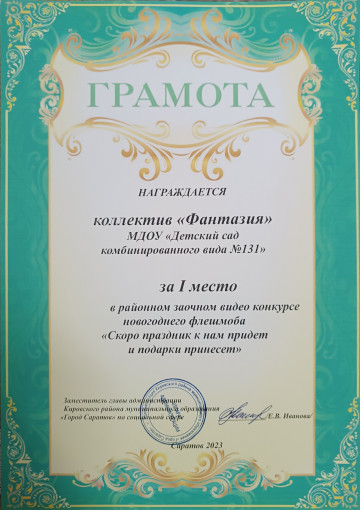 ГРАМОТА
НАГРАЖДАЕТСЯ
коллектив «Фантазия»
МДОУ «Детский сад
комбинированного вида №131»
за I место
в районном заочном видео конкурсе
новогоднего флешмоба
«Скоро праздник к нам придет
и подарки принесет»
Заместитель главы администрации
Кировского района муниципального образования
«Город Саратов» по социальной сфере
/Е.В. Иванова/
Саратов 2023